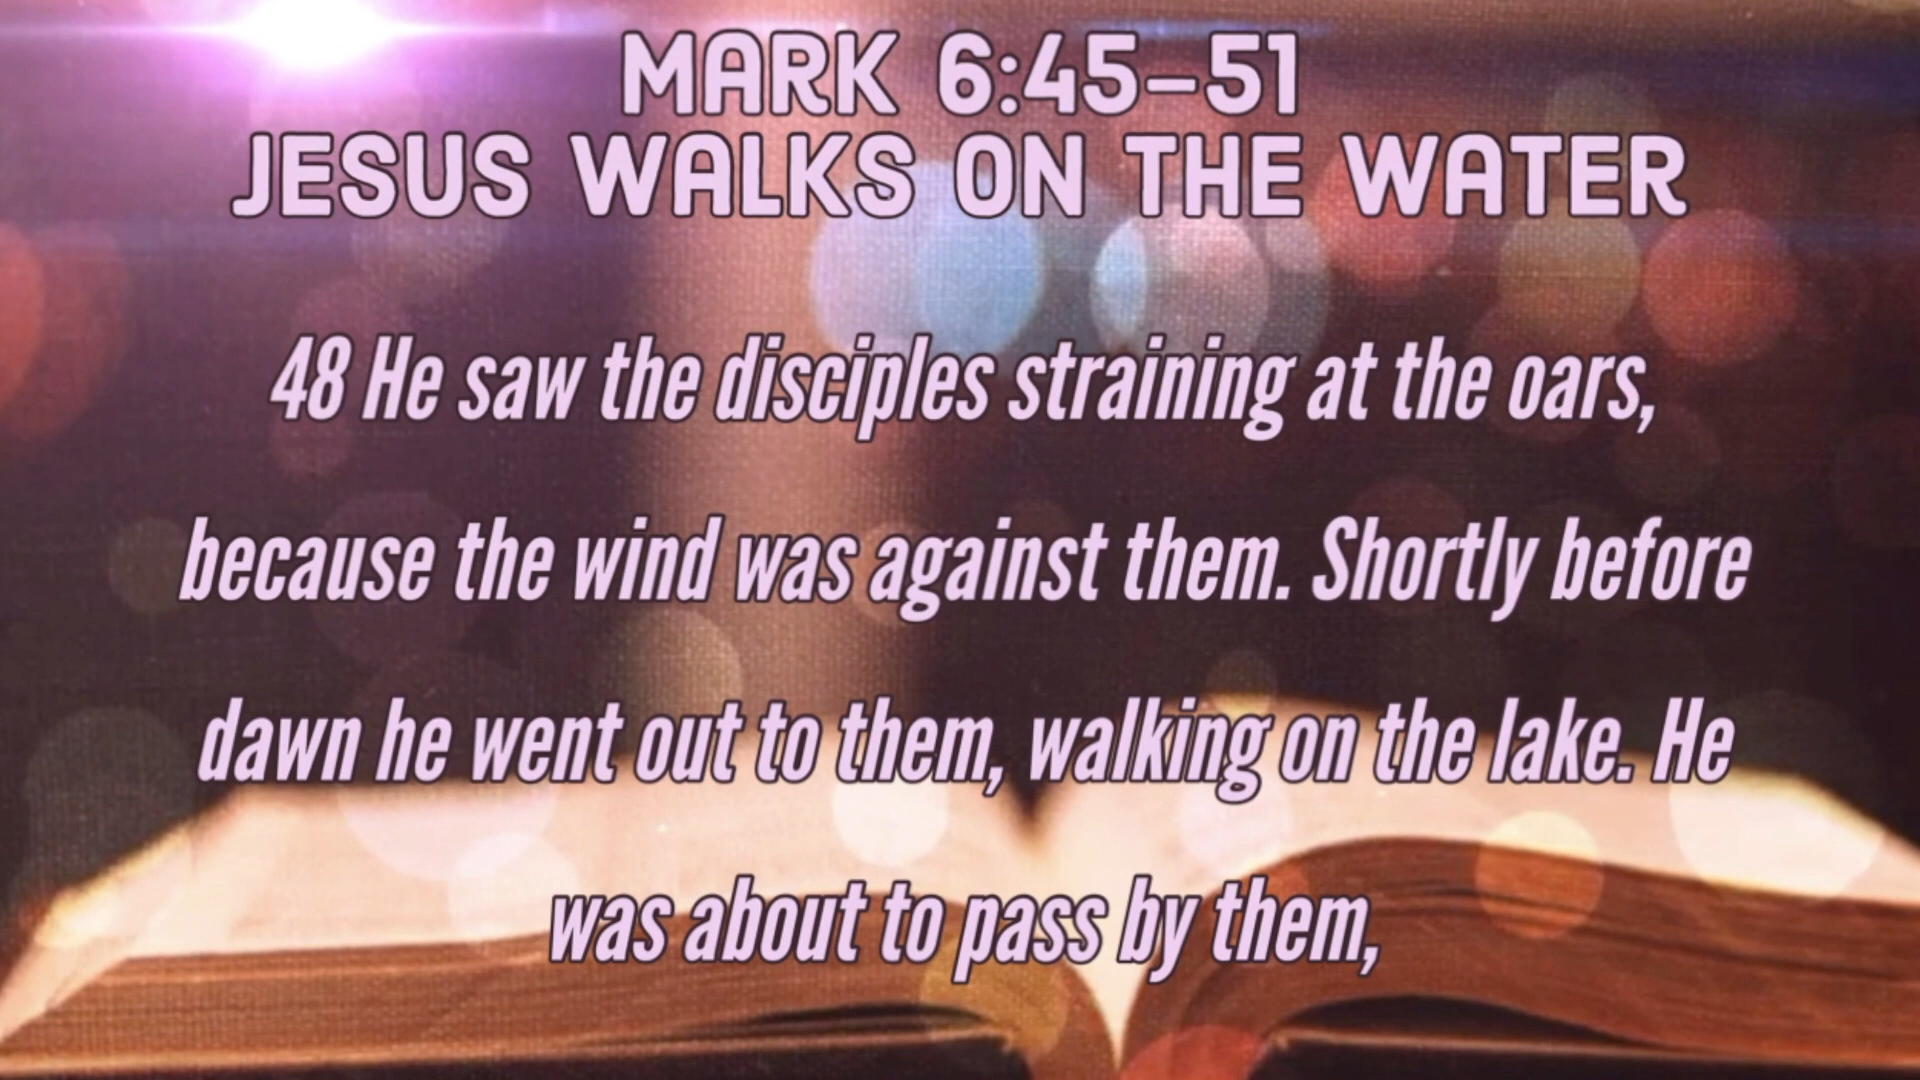 MARK 6:45–51
JESUS WALKS ON THE WATER
48 He saw the disciples straining at the oars,
because the wind was against them. Shortly before
dawn he went out to them, walking on the lake. He
was about to pass by them,